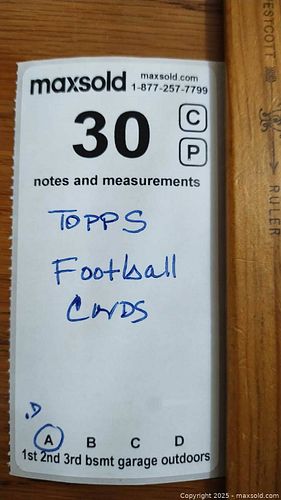 maxsold maxsold.com
1-877-257-7799
30 C
P
notes and measurements
TOPPS
Football
CARDS
A B C D
1st 2nd 3rd bsmt garage outdoors
WESTCOTT
RULER
Copyright 2025 - maxsold.com